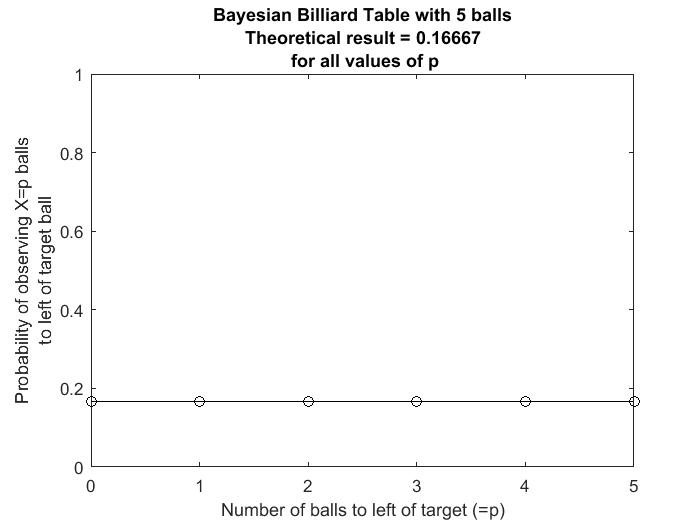 Bayesian Billiard Table with 5 balls
Theoretical result = 0.16667
for all values of p
Probability of observing X=p balls
to left of target ball
1
0.8
0.6
0.4
0.2
0
0 1 2 3 4 5
Number of balls to left of target (=p)